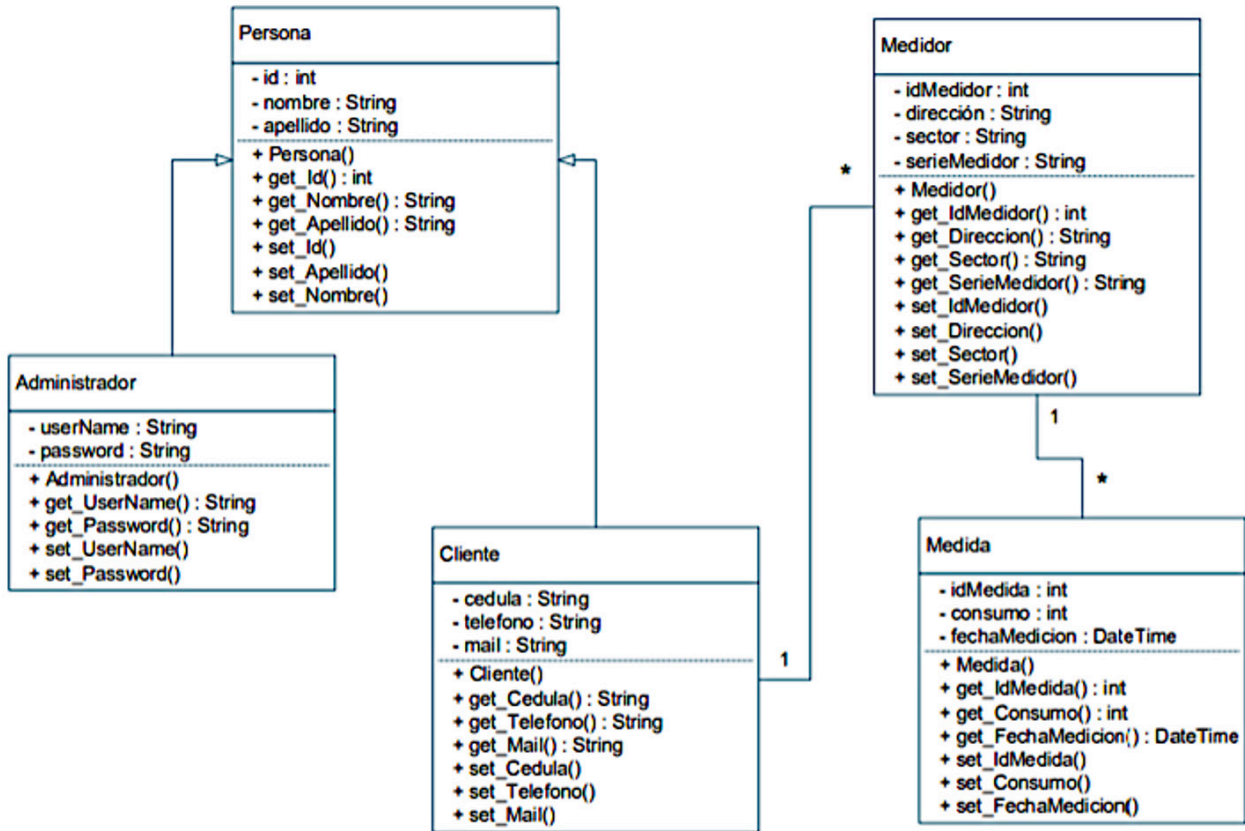 Persona
- id : int
- nombre : String
- apellido : String
+ Persona()
+ get_Id() : int
+ get_Nombre() : String
+ get_Apellido() : String
+ set_Id()
+ set_Apellido()
+ set_Nombre()
Medidor
- idMedidor : int
- dirección : String
- sector : String
- serieMedidor : String
+ Medidor()
+ get_IdMedidor() : int
+ get_Direccion() : String
+ get_Sector() : String
+ get_SerieMedidor() : String
+ set_IdMedidor()
+ set_Direccion()
+ set_Sector()
+ set_SerieMedidor()
*
1
*
Administrador
- userName : String
- password : String
+ Administrador()
+ get_UserName() : String
+ get_Password() : String
+ set_UserName()
+ set_Password()
Cliente
- cedula : String
- telefono : String
- mail : String
+ Cliente()
+ get_Cedula() : String
+ get_Telefono() : String
+ get_Mail() : String
+ set_Cedula()
+ set_Telefono()
+ set_Mail()
1
Medida
- idMedida : int
- consumo : int
- fechaMedicion : DateTime
+ Medida()
+ get_IdMedida() : int
+ get_Consumo() : int
+ get_FechaMedicion() : DateTime
+ set_IdMedida()
+ set_Consumo()
+ set_FechaMedicion()